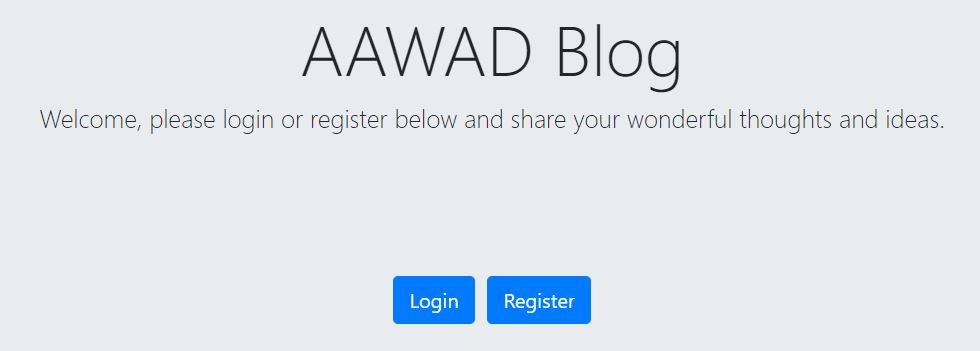 AAWAD Blog
Welcome, please login or register below and share your wonderful thoughts and ideas.
Login Register